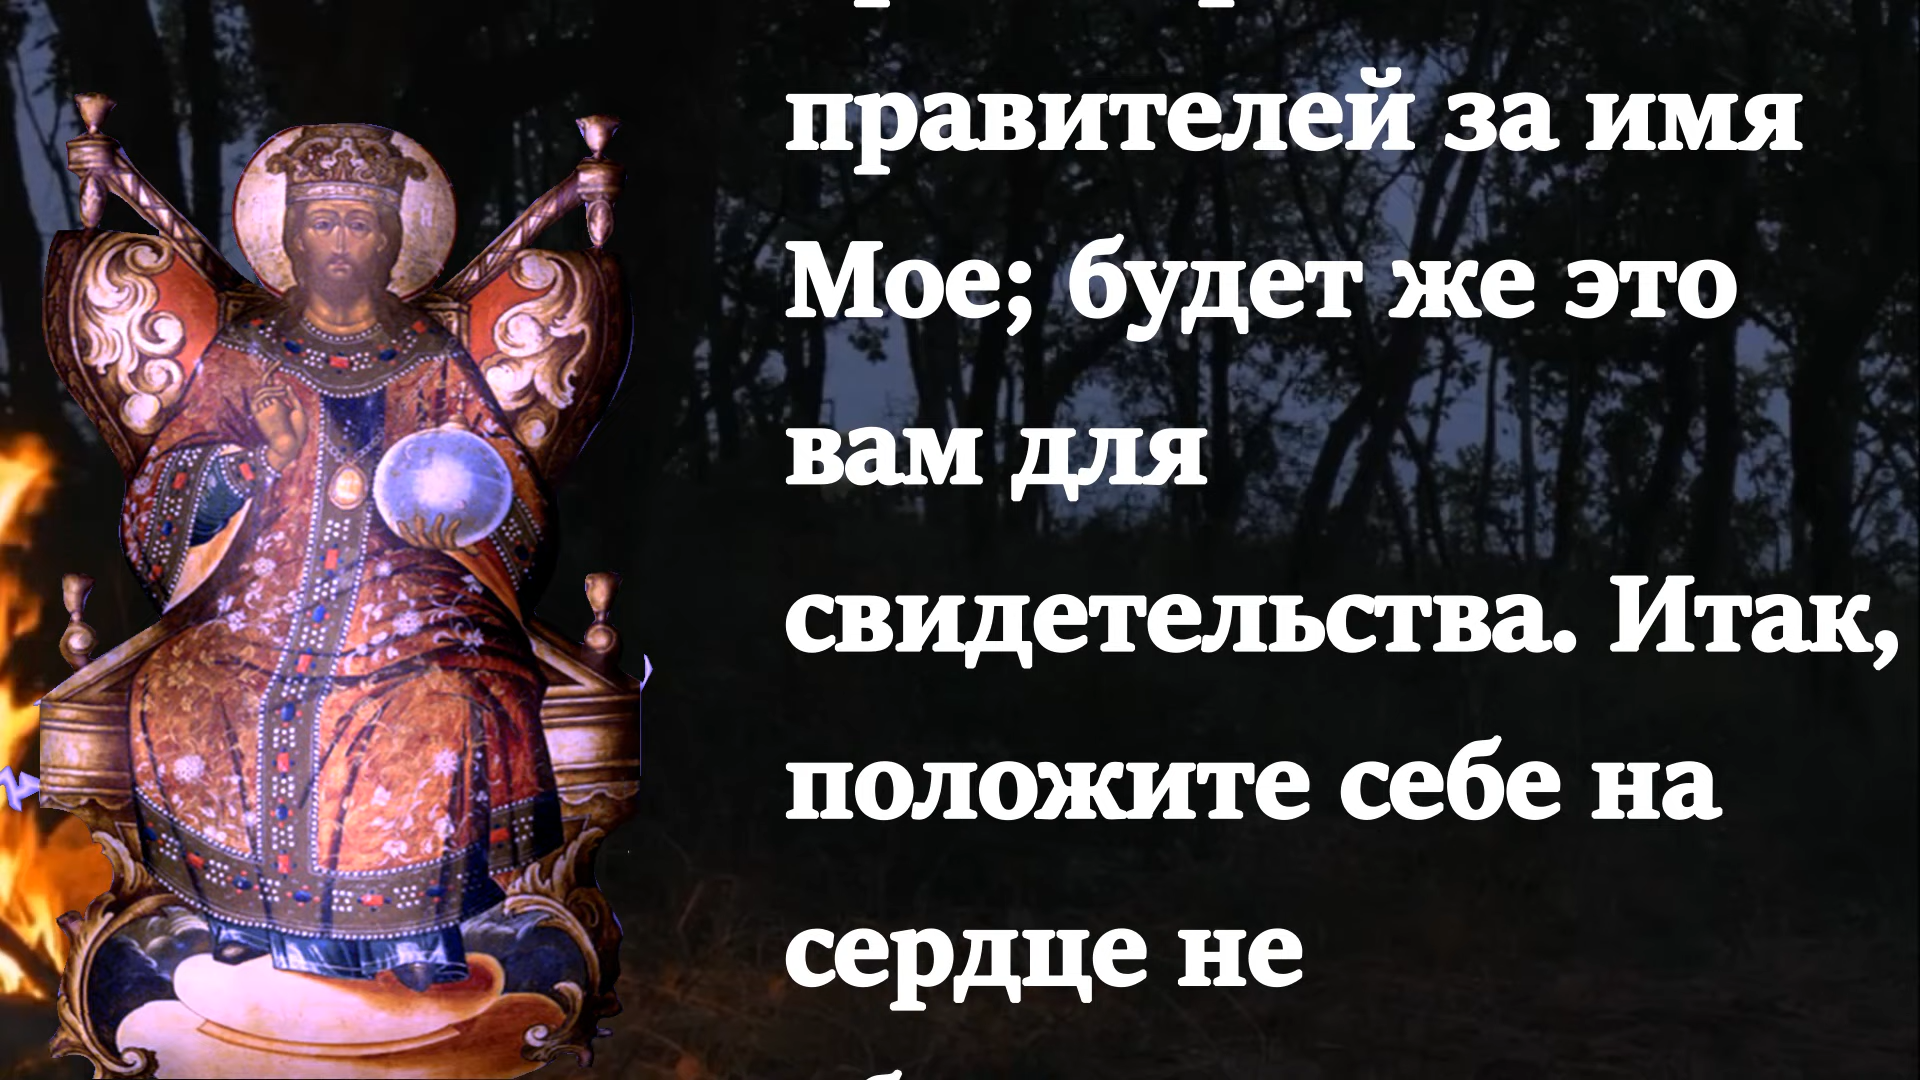 правителей за имя
Мое; будет же это
вам для
свидетельства. Итак,
положите себе на
сердце не